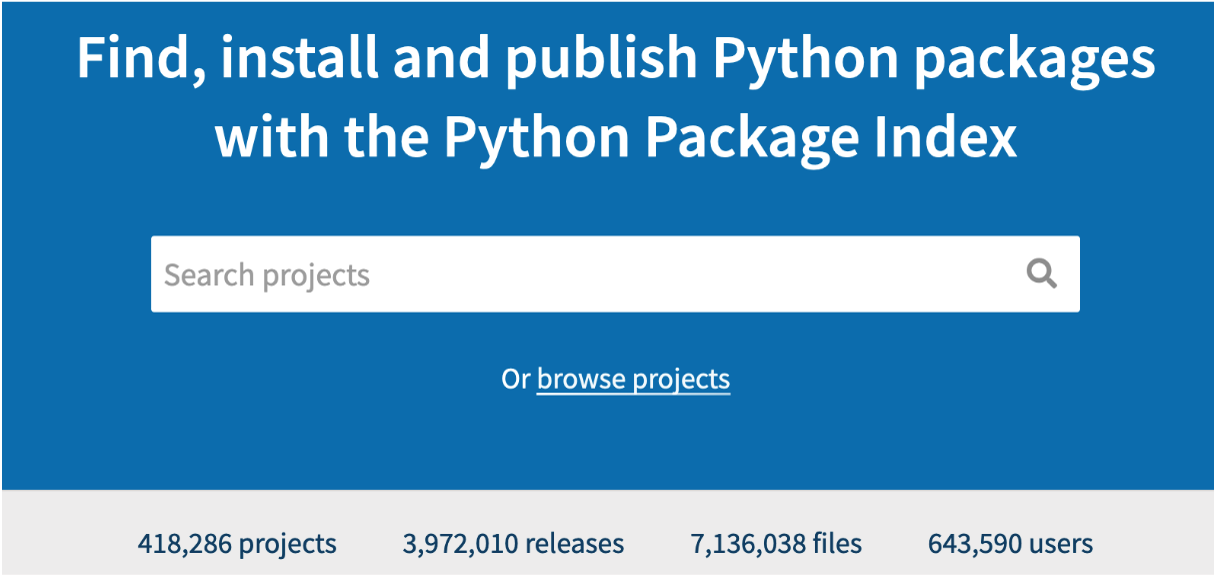 Find, install and publish Python packages
with the Python Package Index
Search projects
Or browse projects
418,286 projects 3,972,010 releases 7,136,038 files 643,590 users